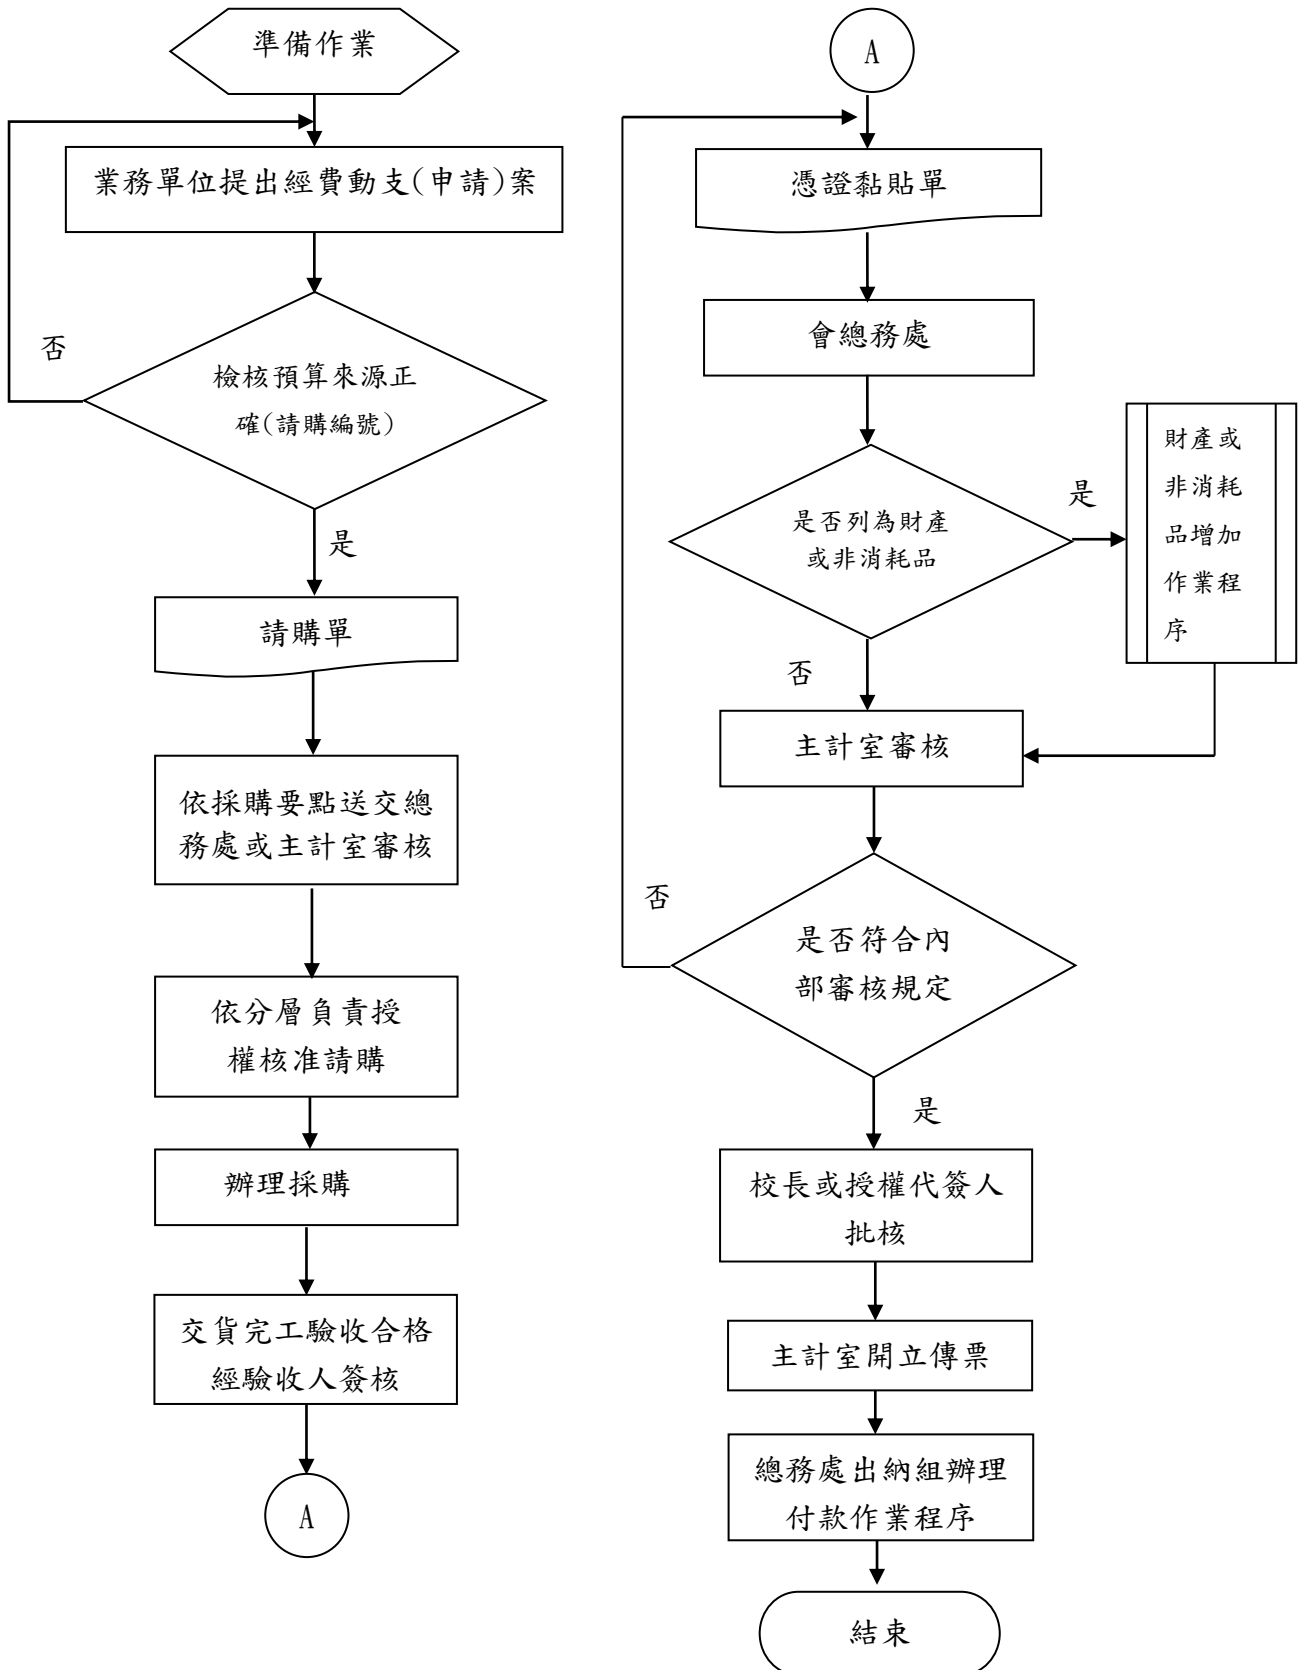 準備作業
業務單位提出經費動支(申請)案
否
檢核預算來源正
確(請購編號)
是
請購單
依採購要點送交總
務處或主計室審核
依分層負責授
權核准請購
辦理採購
交貨完工驗收合格
經驗收人簽核
A
A
憑證黏貼單
會總務處
是否列為財產
或非消耗品
是
財產或
非消耗
品增加
作業程
序
否
主計室審核
否
是否符合內
部審核規定
是
校長或授權代簽人
批核
主計室開立傳票
總務處出納組辦理
付款作業程序
結束